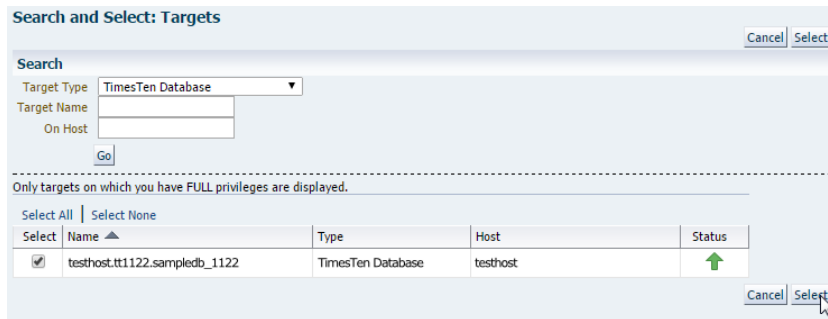 Search and Select: Targets
Cancel Select
Search
Target Type TimesTen Database
Target Name
On Host
Go
Only targets on which you have FULL privileges are displayed.
Select All | Select None
Select Name Type Host Status
testhost.tt1122.sampledb_1122 TimesTen Database testhost
Cancel Select